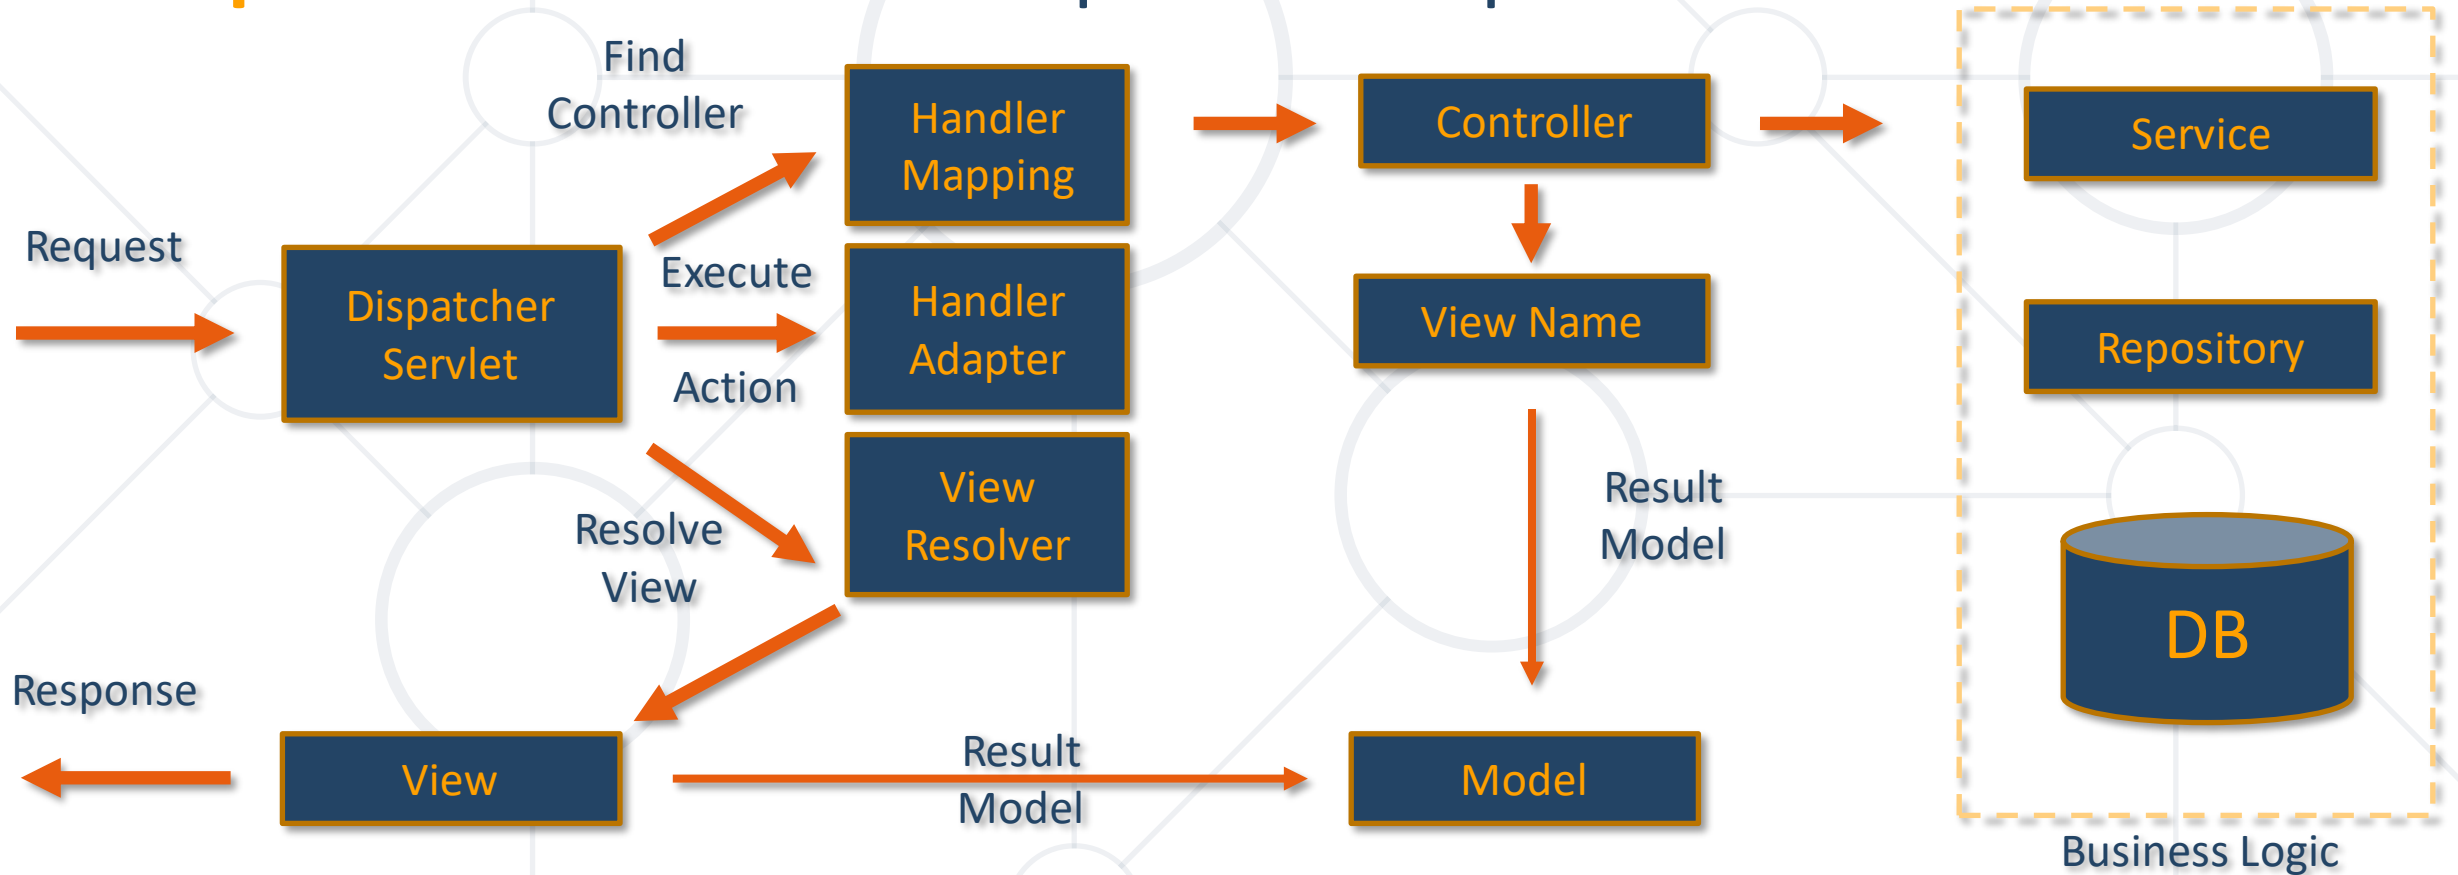 Find
Controller
Handler
Mapping
Controller
Service
Request
Dispatcher
Servlet
Execute
Action
Handler
Adapter
View Name
Repository
Resolve
View
View
Resolver
Result
Model
DB
Response
View
Result
Model
Model
Business Logic